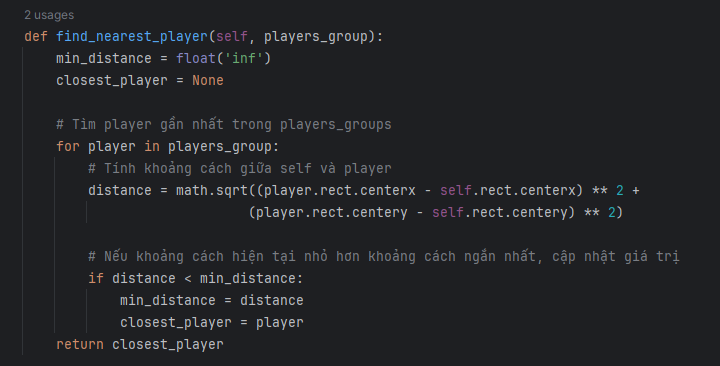 2 usages
def find_nearest_player(self, players_group):
    min_distance = float('inf')
    closest_player = None
    # Tìm player gần nhất trong players_groups
    for player in players_group:
        # Tính khoảng cách giữa self và player
        distance = math.sqrt((player.rect.centerx - self.rect.centerx) ** 2 +
                            (player.rect.centery - self.rect.centery) ** 2)
        # Nếu khoảng cách hiện tại nhỏ hơn khoảng cách ngắn nhất, cập nhật giá trị
        if distance < min_distance:
            min_distance = distance
            closest_player = player
    return closest_player